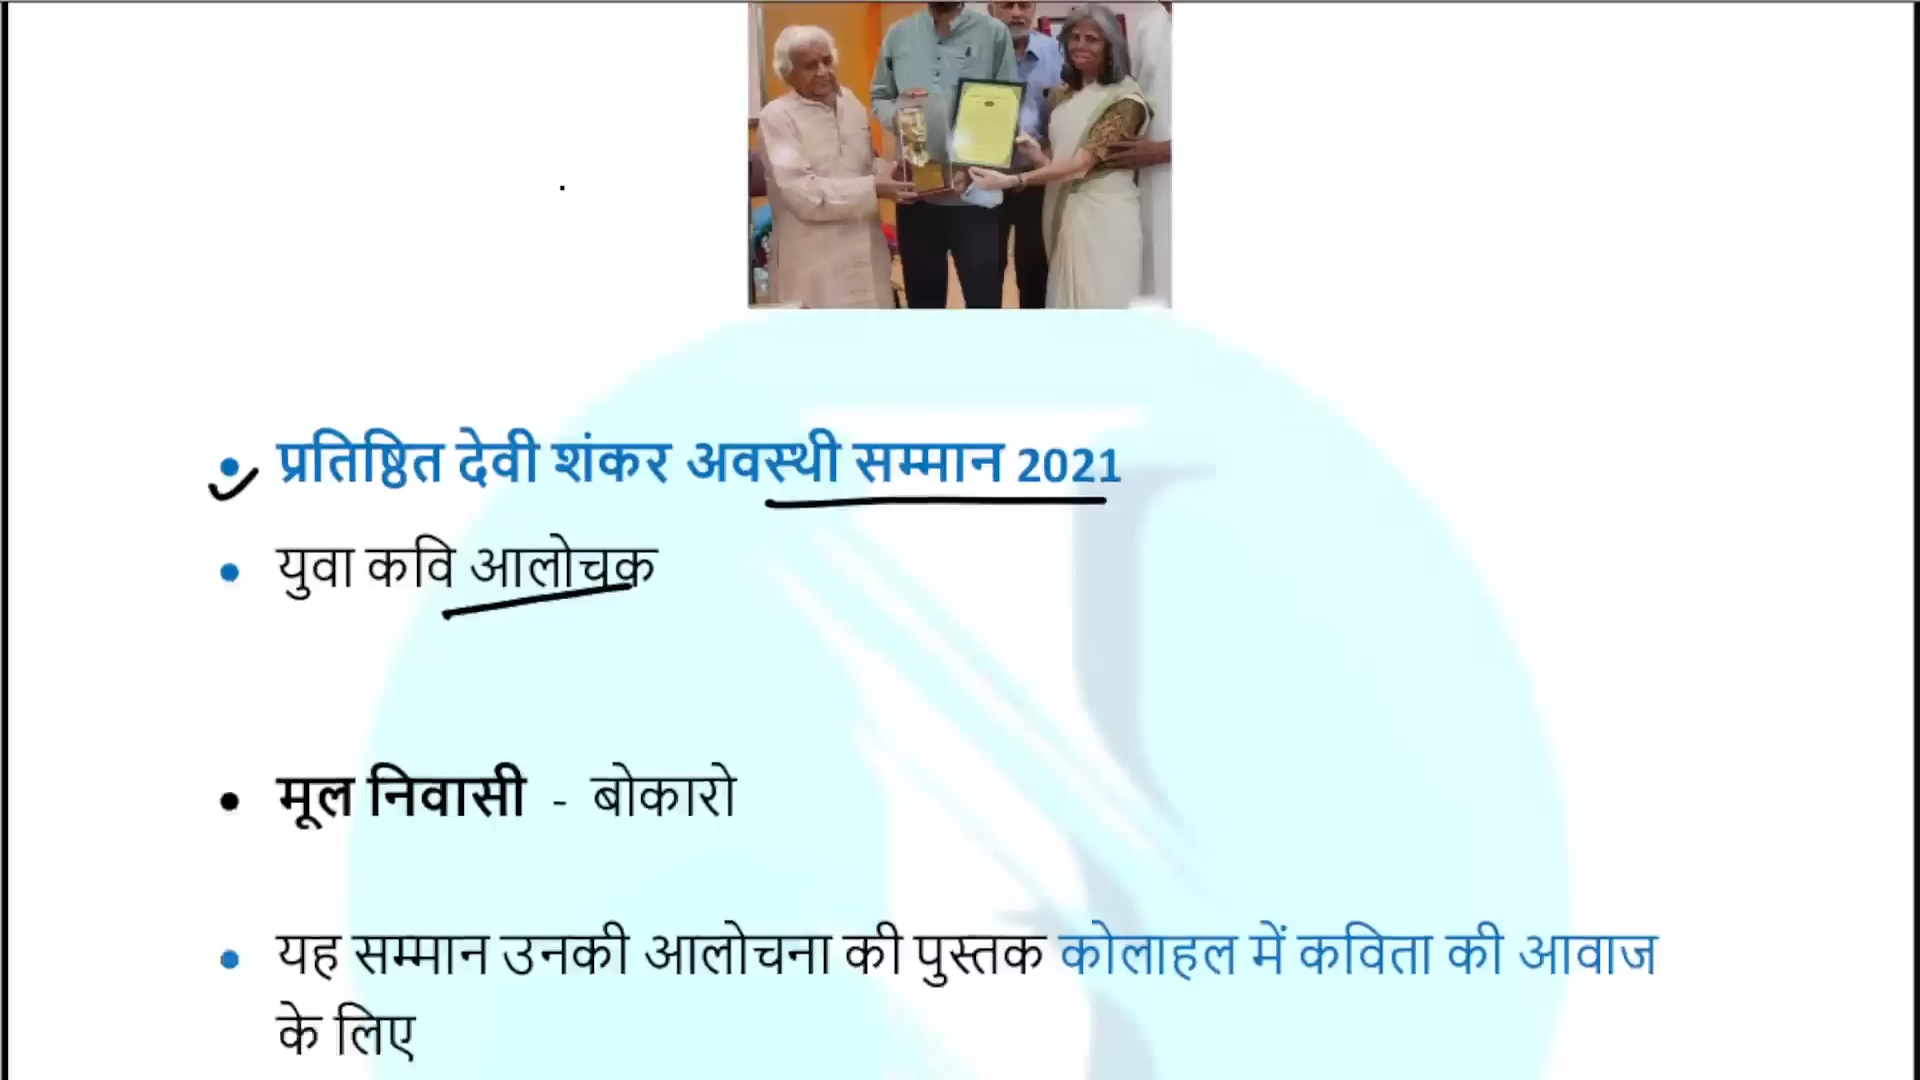 प्रतिष्ठित देवी शंकर अवस्थी सम्मान 2021
युवा कवि आलोचक
मूल निवासी - बोकारो
यह सम्मान उनकी आलोचना की पुस्तक कोलाहल में कविता की आवाज
के लिए